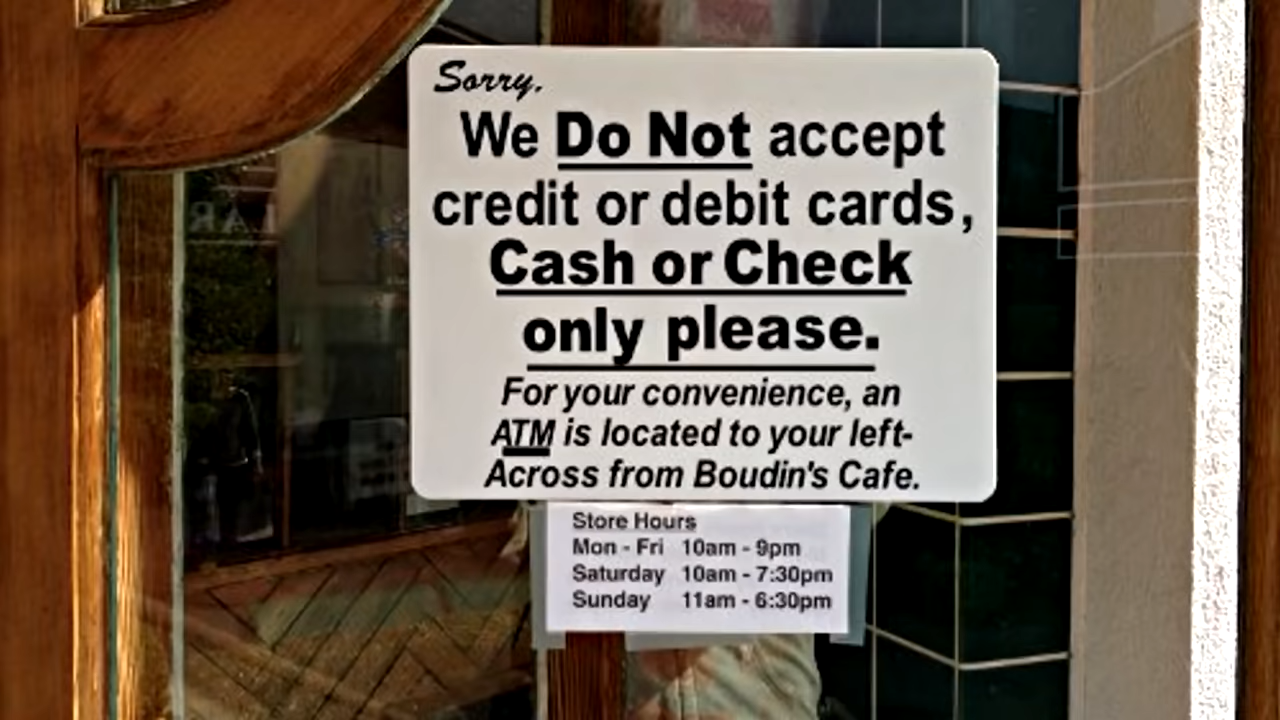 Sorry,
We Do Not accept
credit or debit cards,
Cash or Check
only please.
For your convenience, an
ATM is located to your left-
Across from Boudin's Cafe.
Store Hours
Mon - Fri 10am - 9pm
Saturday 10am - 7:30pm
Sunday 11am - 6:30pm